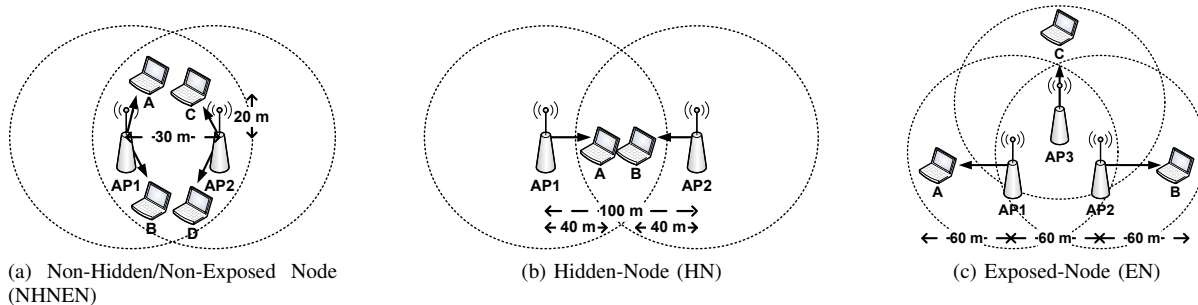 A
C
20 m
30 m
AP1
AP2
B
D
(a) Non-Hidden/Non-Exposed Node
(NHNEN)
AP1
A
B
AP2
100 m
40 m
40 m
(b) Hidden-Node (HN)
C
AP3
A
AP1
AP2
B
60 m
60 m
60 m
(c) Exposed-Node (EN)